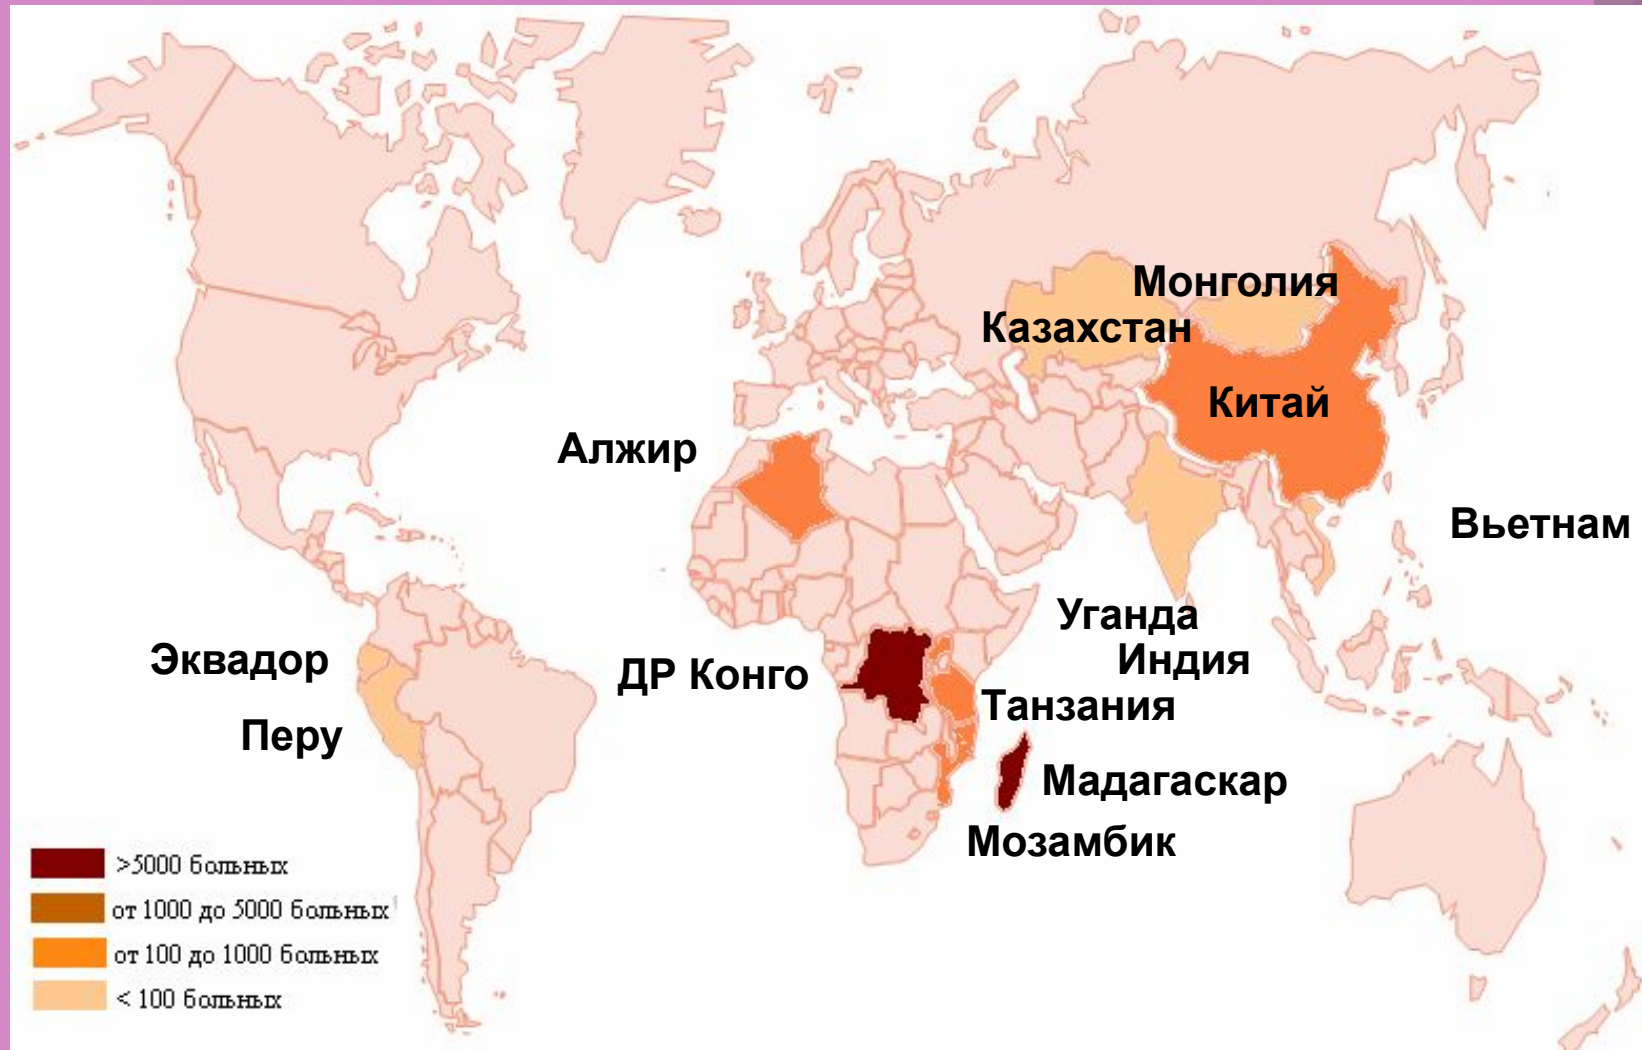 Монголия
Казахстан
Китай
Алжир
Вьетнам
Уганда
Эквадор
ДР Конго
Индия
Танзания
Перу
Мадагаскар
Мозамбик
>5000 больных
от 1000 до 5000 больных
от 100 до 1000 больных
< 100 больных